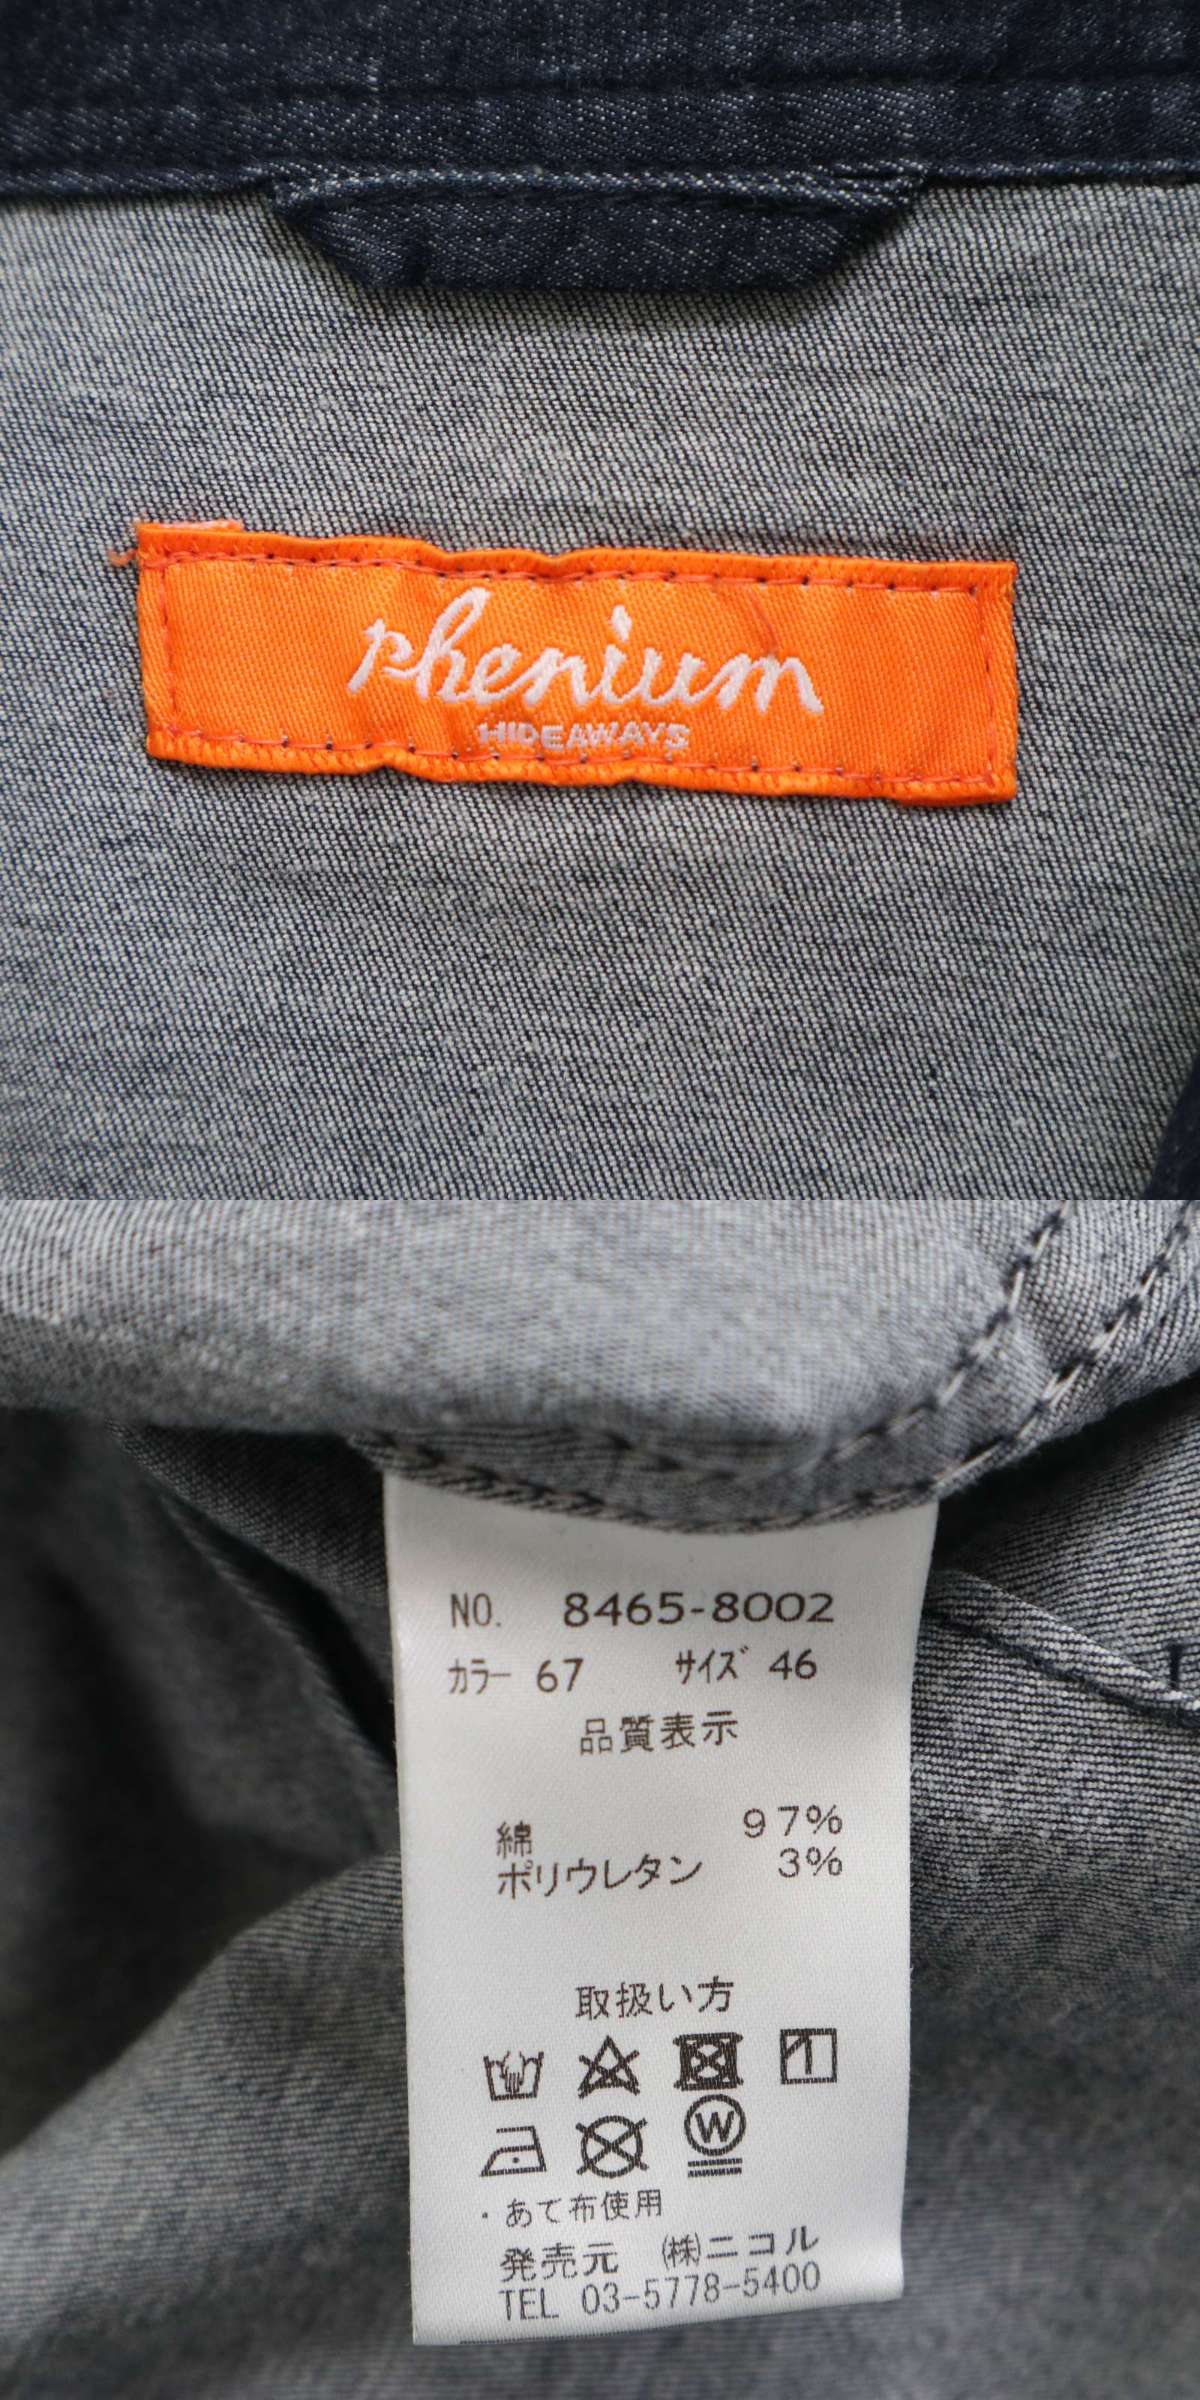 phenium
HIDEAWAYS
NO. 8465-8002
カラー 67 サイズ 46
品質表示
綿 97%
ポリウレタン 3%
取扱い方
W
・あて布使用
発売元 (株)ニコル
TEL 03-5778-5400